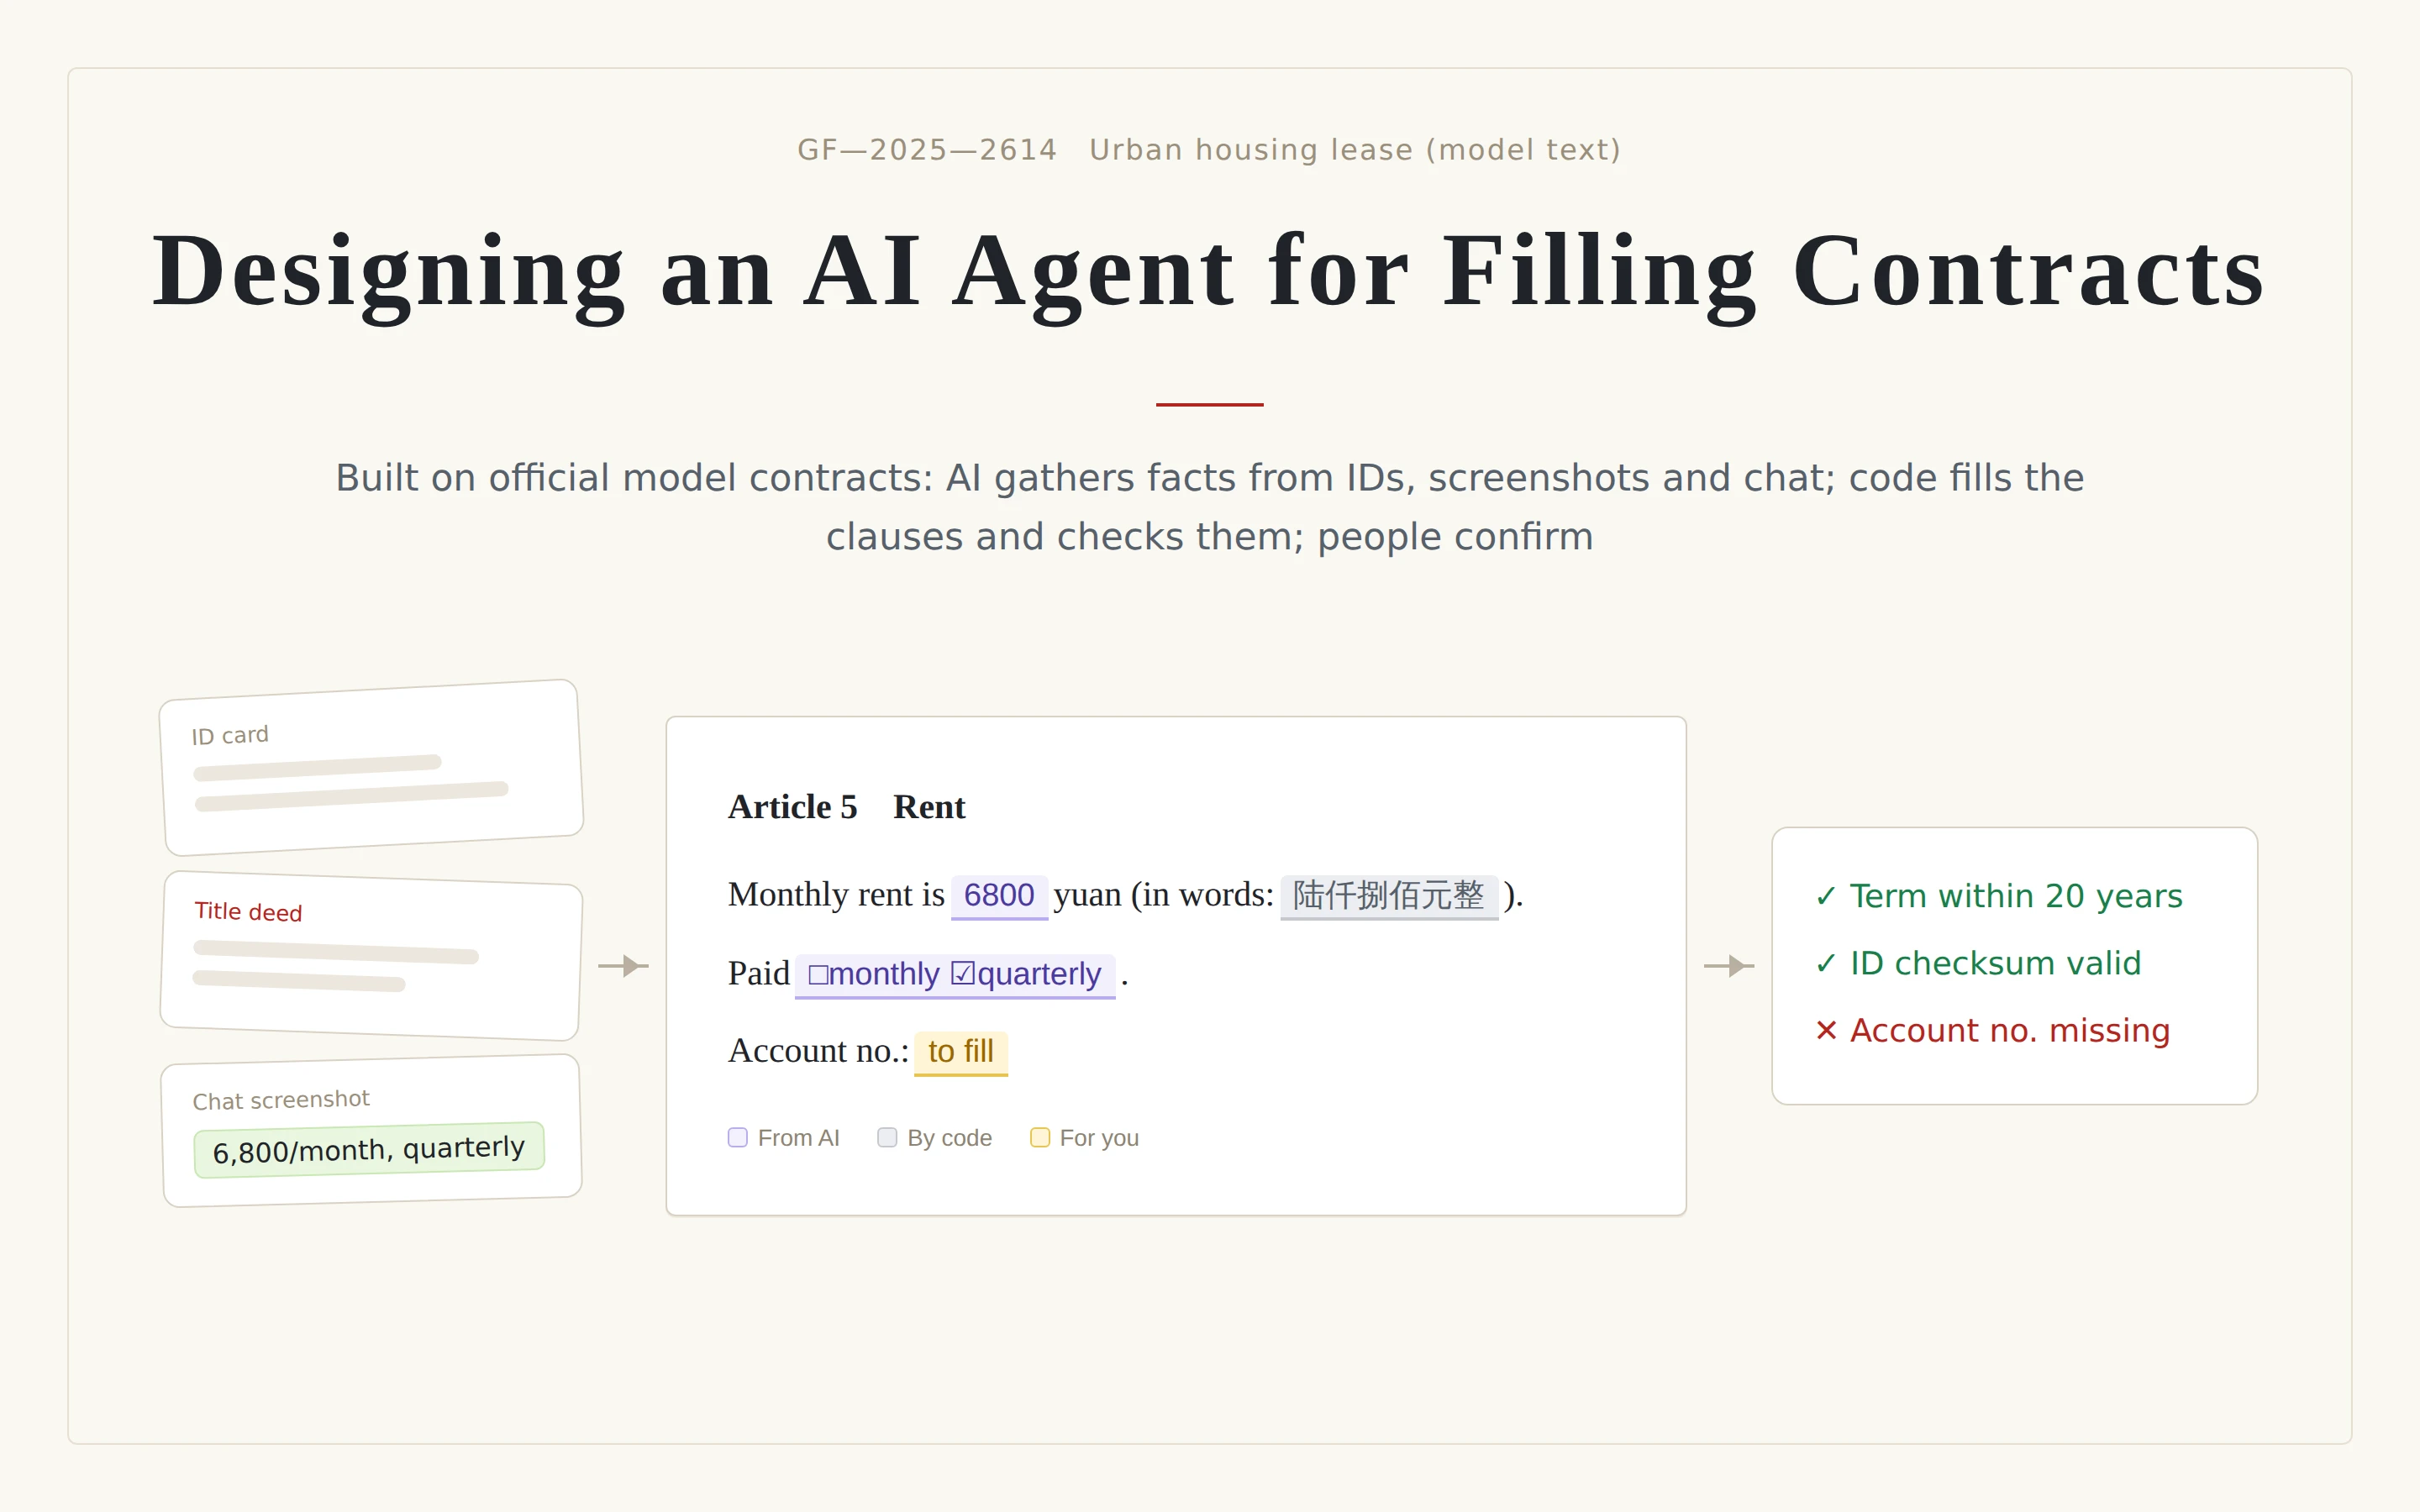 GF—2025—2614 Urban housing lease (model text)
Designing an AI Agent for Filling Contracts
Built on official model contracts: AI gathers facts from IDs, screenshots and chat; code fills the
clauses and checks them; people confirm
ID card
Title deed
Chat screenshot
6,800/month, quarterly
Article 5 Rent
Monthly rent is 6800 yuan (in words: 陆仟捌佰元整 ).
Paid □monthly ☑quarterly .
Account no.: to fill
From AI By code For you
✓ Term within 20 years
✓ ID checksum valid
✕ Account no. missing